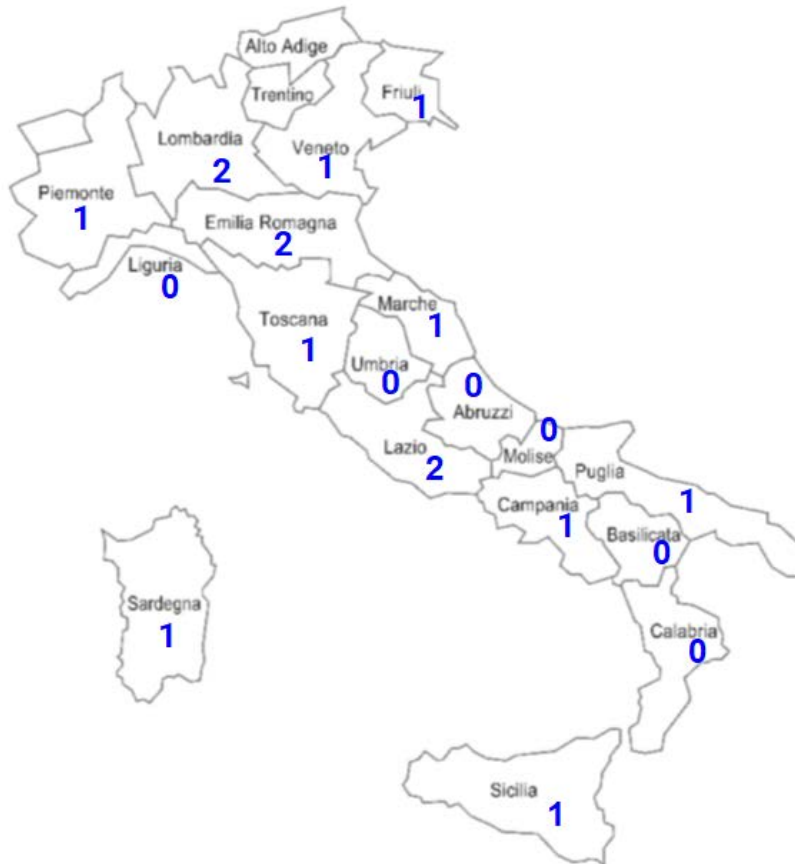 Alto Adige
Trentino
Friuli
1
Lombardia
2
Veneto
1
Piemonte
1
Emilia Romagna
2
Liguria
0
Marche
1
Toscana
1
Umbria
0
0
Abruzzi
Lazio
2
0
Molise
Puglia
1
Campania
1
Basilicata
0
Sardegna
1
Calabria
0
Sicilia
1